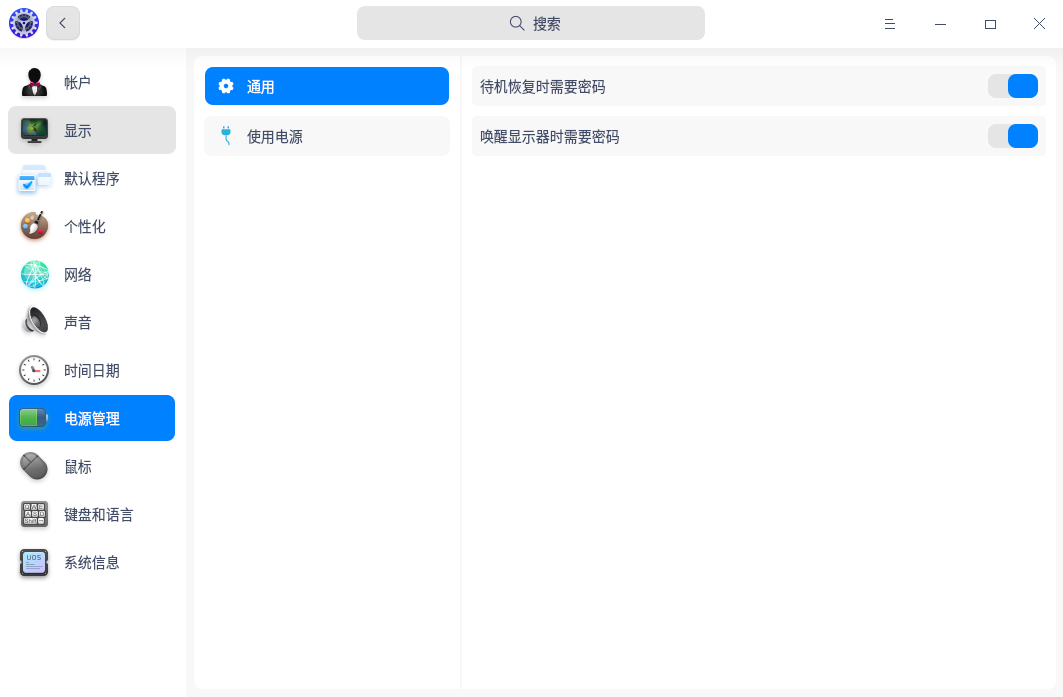 搜索
帐户
显示
默认程序
个性化
网络
声音
时间日期
电源管理
鼠标
键盘和语言
UOS
系统信息
通用
使用电源
待机恢复时需要密码
唤醒显示器时需要密码